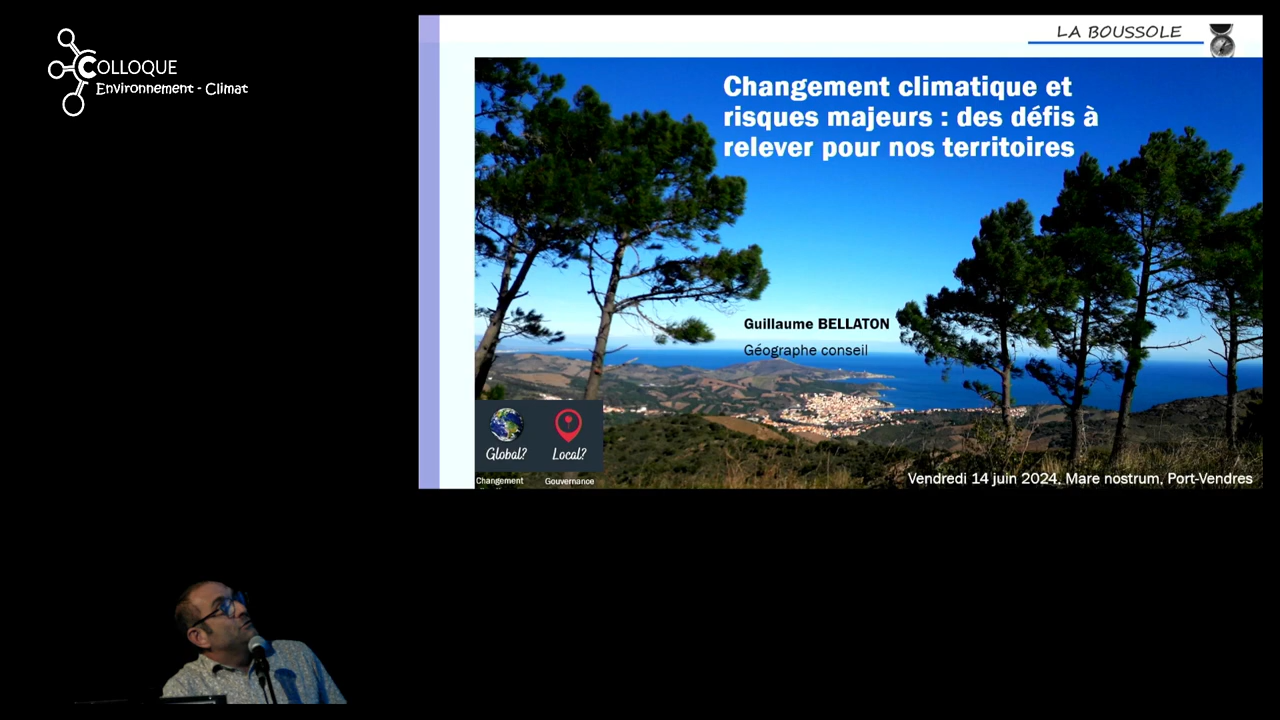 COLLOQUE
Environnement - Climat
LA BOUSSOLE
Changement climatique et
risques majeurs : des défis à
relever pour nos territoires
Guillaume BELLATON
Géographe conseil
Global?
Local?
Changement
Gouvernance
Vendredi 14 juin 2024, Mare nostrum, Port-Vendres